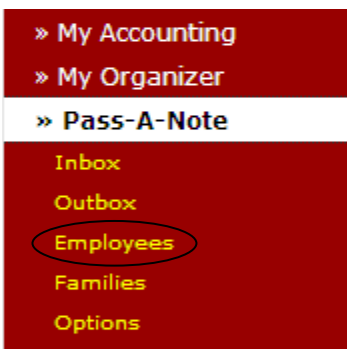 » My Accounting
» My Organizer
» Pass-A-Note
Inbox
Outbox
Employees
Families
Options